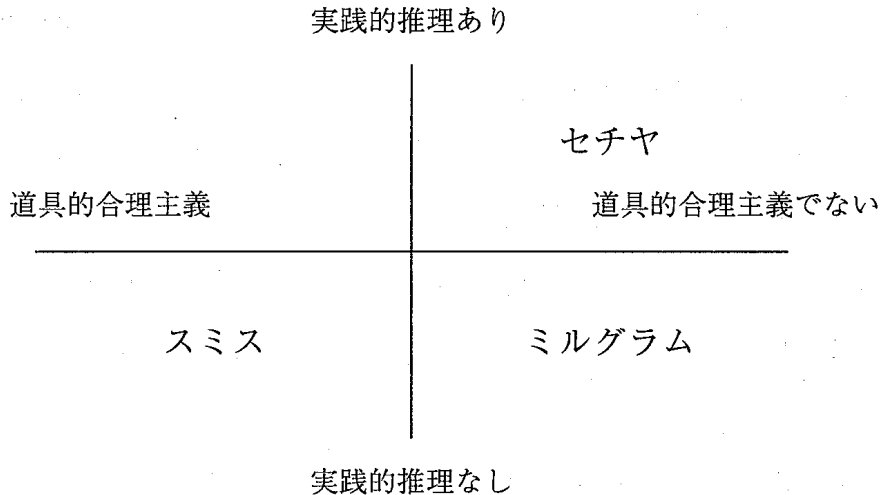 実践的推理あり
セチヤ
道具的合理主義
道具的合理主義でない
スミス
ミルグラム
実践的推理なし